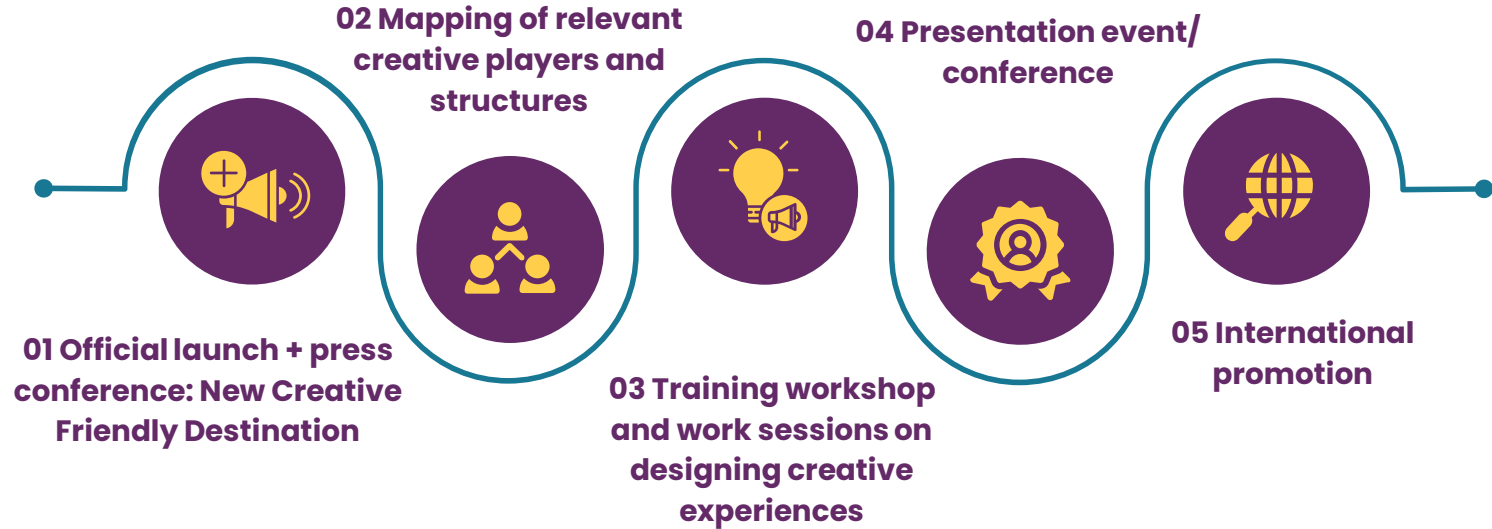 01 Official launch + press
conference: New Creative
Friendly Destination
02 Mapping of relevant
creative players and
structures
03 Training workshop
and work sessions on
designing creative
experiences
04 Presentation event/
conference
05 International
promotion